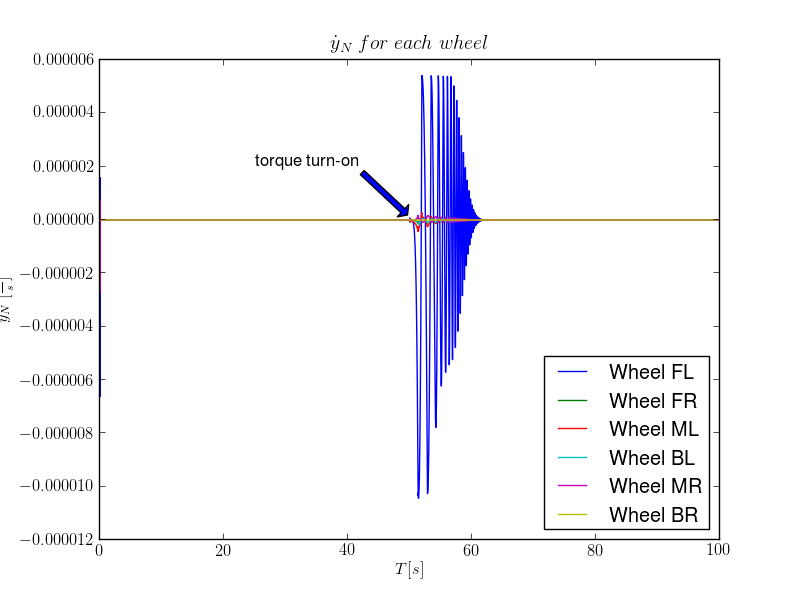 ẏ_N for each wheel
0.000006
0.000004
0.000002
0.000000
−0.000002
−0.000004
−0.000006
−0.000008
−0.000010
−0.000012
y_N [1/s]
torque turn-on
Wheel FL
Wheel FR
Wheel ML
Wheel BL
Wheel MR
Wheel BR
0 20 40 60 80 100
T[s]